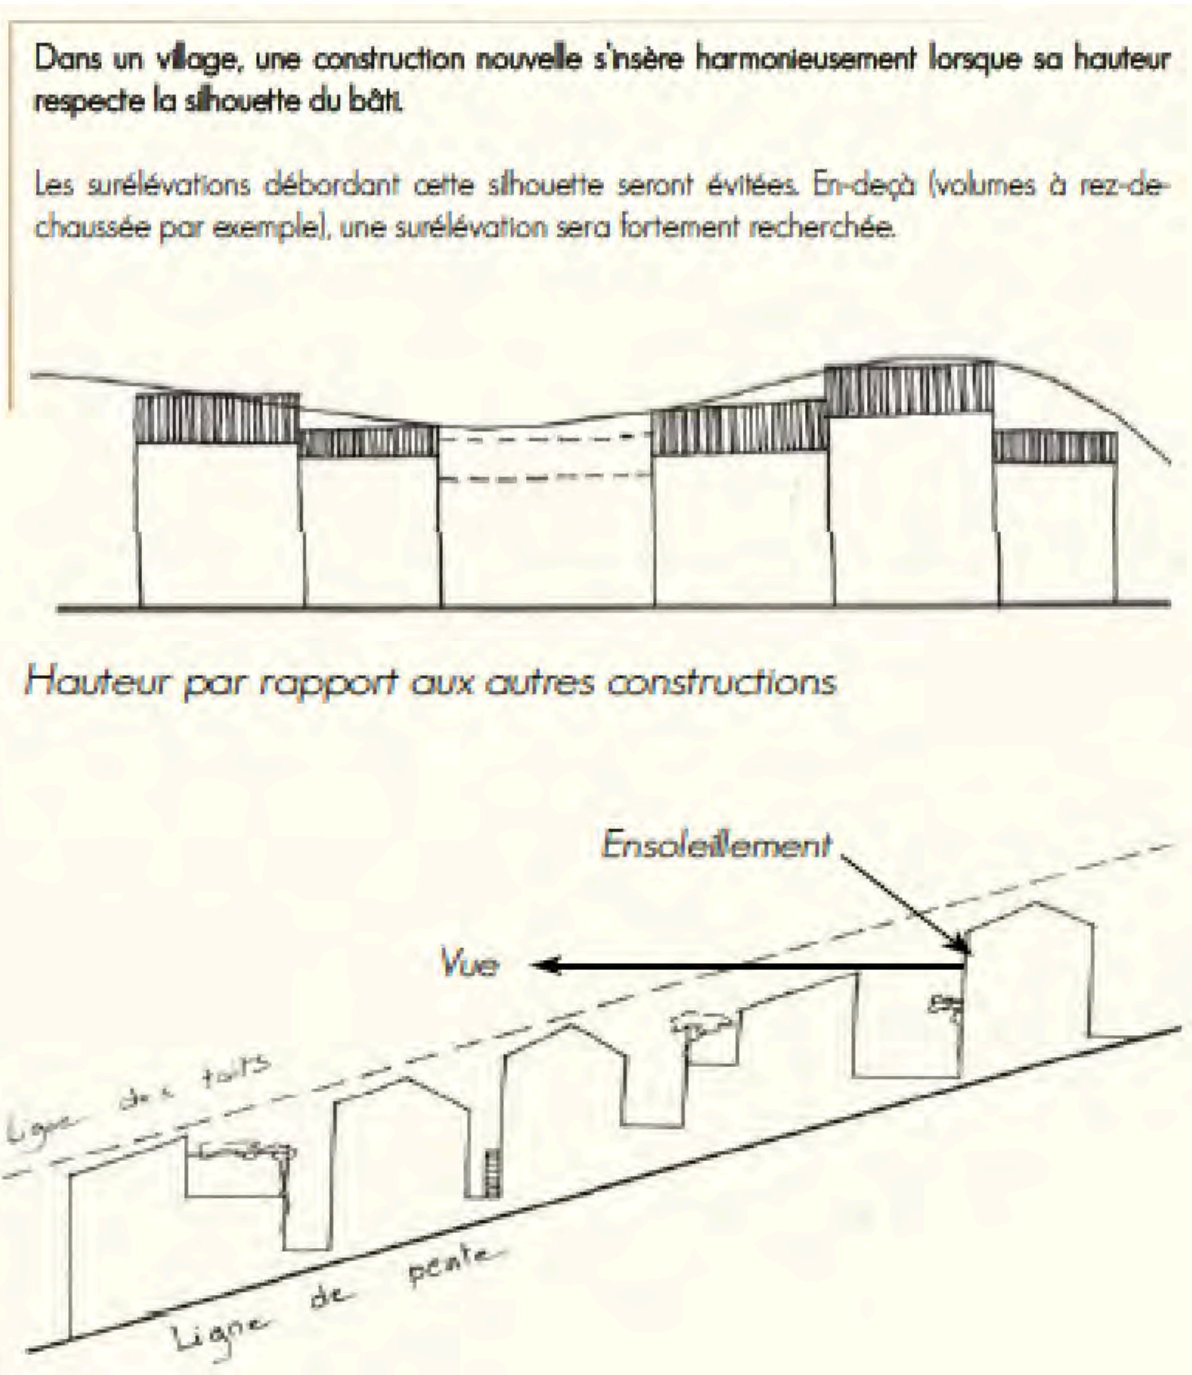 Dans un village, une construction nouvelle s'insère harmonieusement lorsque sa hauteur
respecte la silhouette du bâti.
Les surélévations débordant cette silhouette seront évitées. En-deçà (volumes à rez-de-
chaussée par exemple), une surélévation sera fortement recherchée.
Hauteur par rapport aux autres constructions
Ensoleillement
Vue
Ligne des toits
Ligne de pente